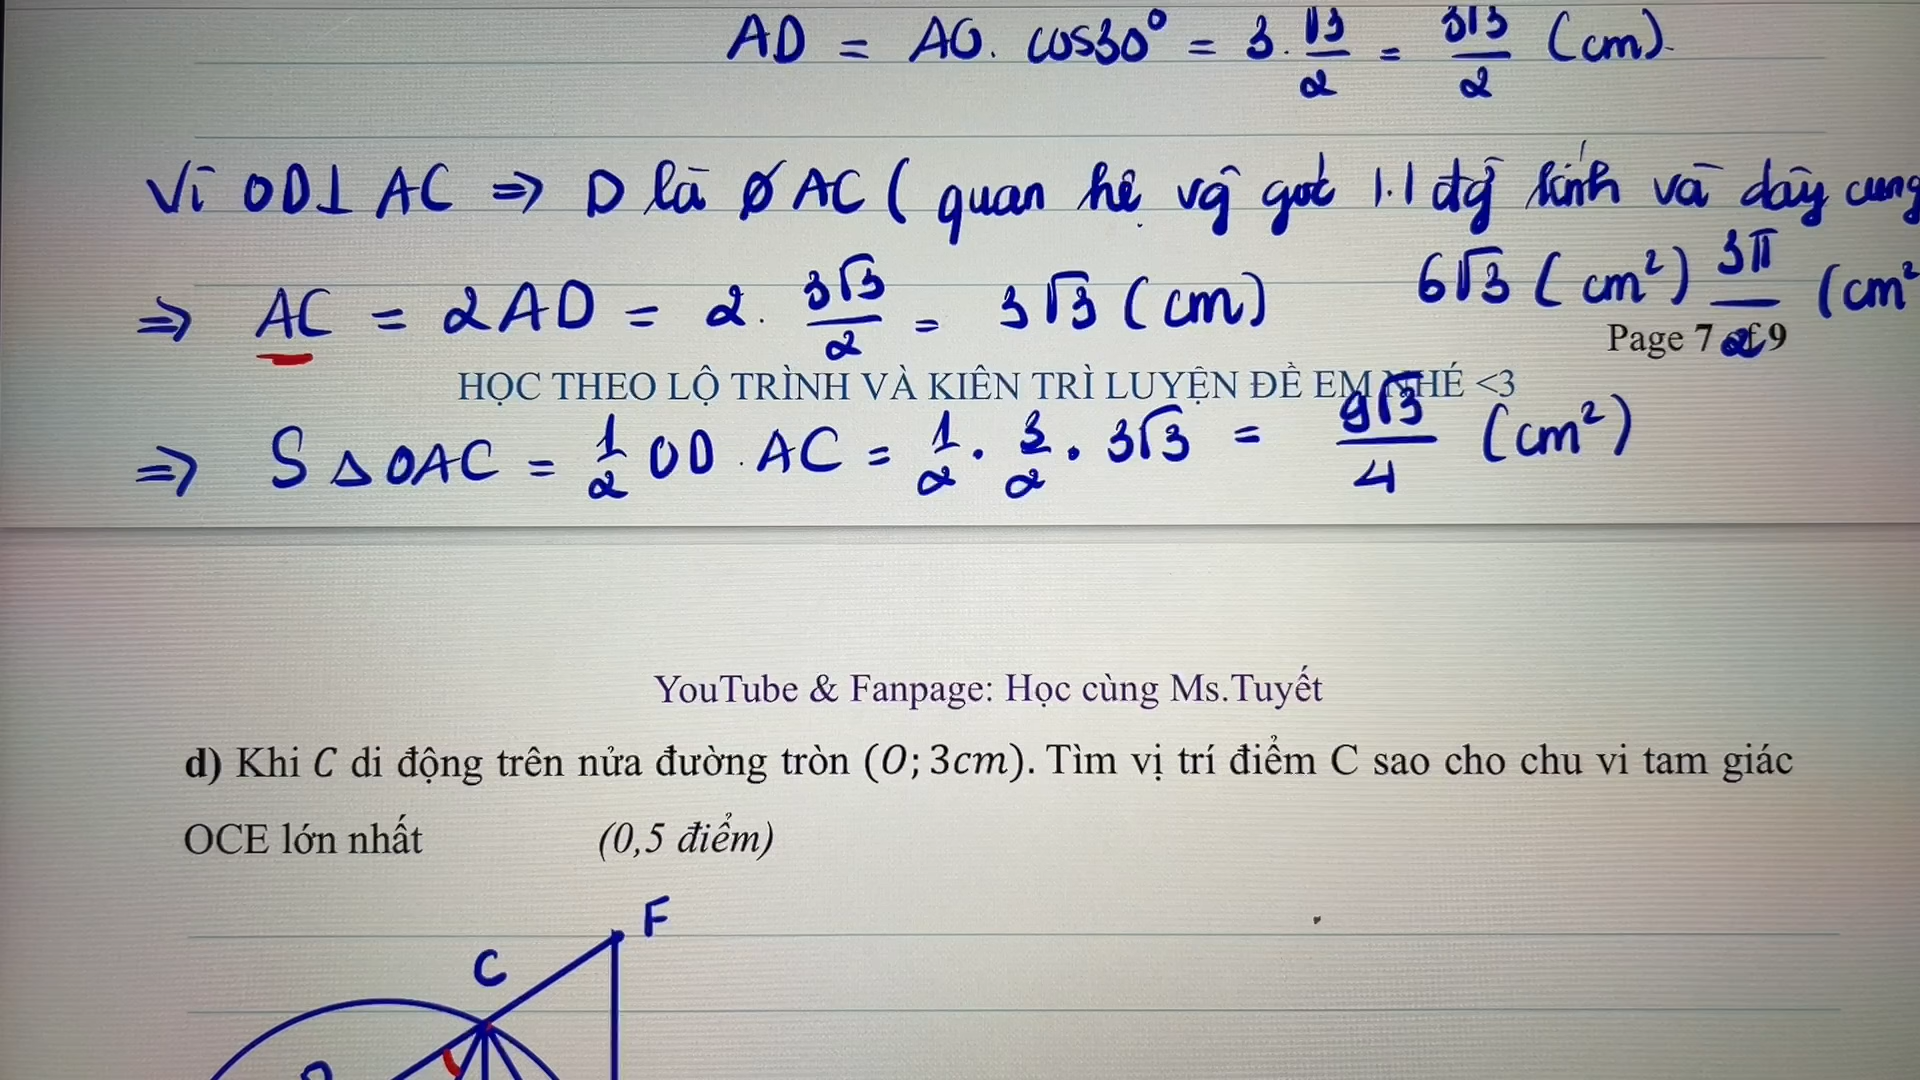 AD = AO. cos30° = 3. √3/2 = 3√3/2 (cm).
Vì OD⊥ AC => D là Ø AC ( quan hệ vĝ góc 1.1 đg̀ kính và dây cung
=> AC = 2AD = 2. 3√3/2 = 3√3 (cm) 6√3 ( cm²) 3π/2 (cm²
Page 7 of 9
HỌC THEO LỘ TRÌNH VÀ KIÊN TRÌ LUYỆN ĐỀ EM NHÉ <3
=> S △ OAC = 1/2 OD . AC = 1/2 . 3/2 . 3√3 = 9√3/4 (cm²)
YouTube & Fanpage: Học cùng Ms.Tuyết
d) Khi C di động trên nửa đường tròn (O; 3cm). Tìm vị trí điểm C sao cho chu vi tam giác
OCE lớn nhất (0,5 điểm)
F
C